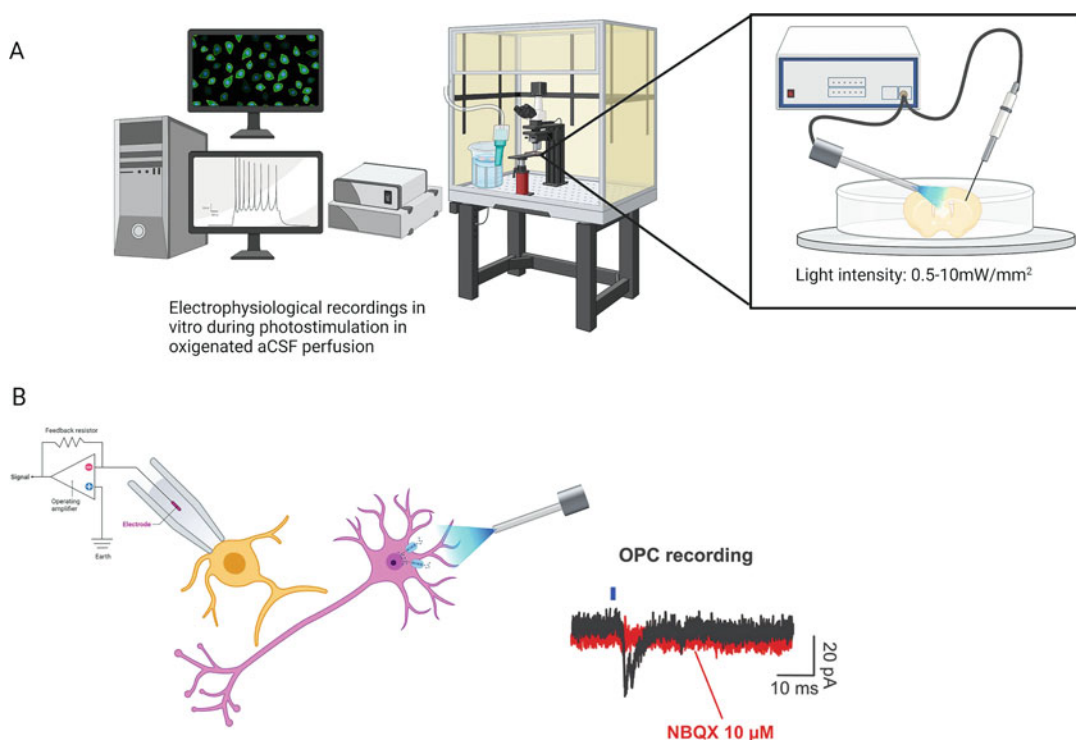 A
Light intensity: 0.5-10mW/mm²
Electrophysiological recordings in
vitro during photostimulation in
oxigenated aCSF perfusion
B
Feedback resistor
Signal
Operating
amplifier
Electrode
Earth
OPC recording
20 pA
10 ms
NBQX 10 µM